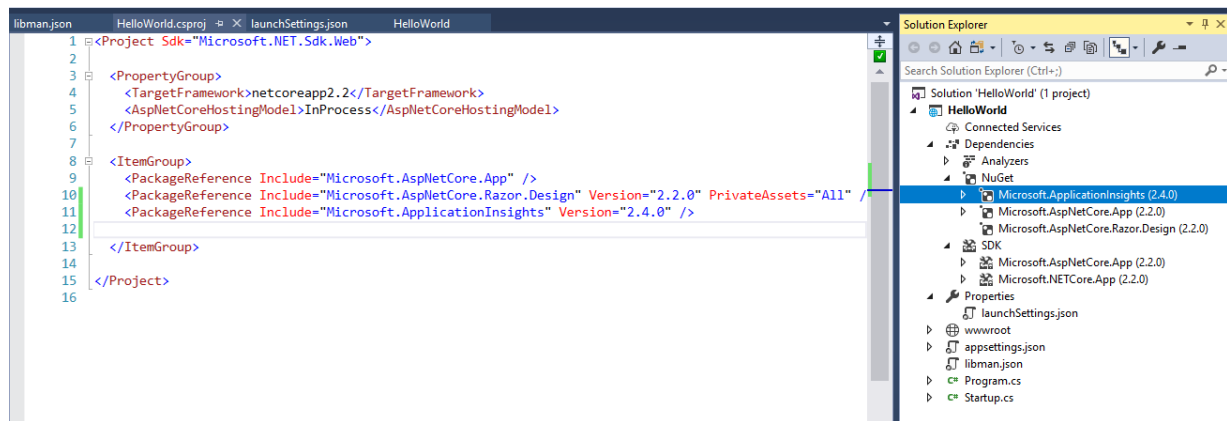 libman.json HelloWorld.csproj launchSettings.json HelloWorld
1 <Project Sdk="Microsoft.NET.Sdk.Web">
2
3 <PropertyGroup>
4 <TargetFramework>netcoreapp2.2</TargetFramework>
5 <AspNetCoreHostingModel>InProcess</AspNetCoreHostingModel>
6 </PropertyGroup>
7
8 <ItemGroup>
9 <PackageReference Include="Microsoft.AspNetCore.App" />
10 <PackageReference Include="Microsoft.AspNetCore.Razor.Design" Version="2.2.0" PrivateAssets="All" /
11 <PackageReference Include="Microsoft.ApplicationInsights" Version="2.4.0" />
12
13 </ItemGroup>
14
15 </Project>
16
Solution Explorer
Search Solution Explorer (Ctrl+;)
Solution 'HelloWorld' (1 project)
HelloWorld
Connected Services
Dependencies
Analyzers
NuGet
Microsoft.ApplicationInsights (2.4.0)
Microsoft.AspNetCore.App (2.2.0)
Microsoft.AspNetCore.Razor.Design (2.2.0)
SDK
Microsoft.AspNetCore.App (2.2.0)
Microsoft.NETCore.App (2.2.0)
Properties
launchSettings.json
wwwroot
appsettings.json
libman.json
C# Program.cs
C# Startup.cs